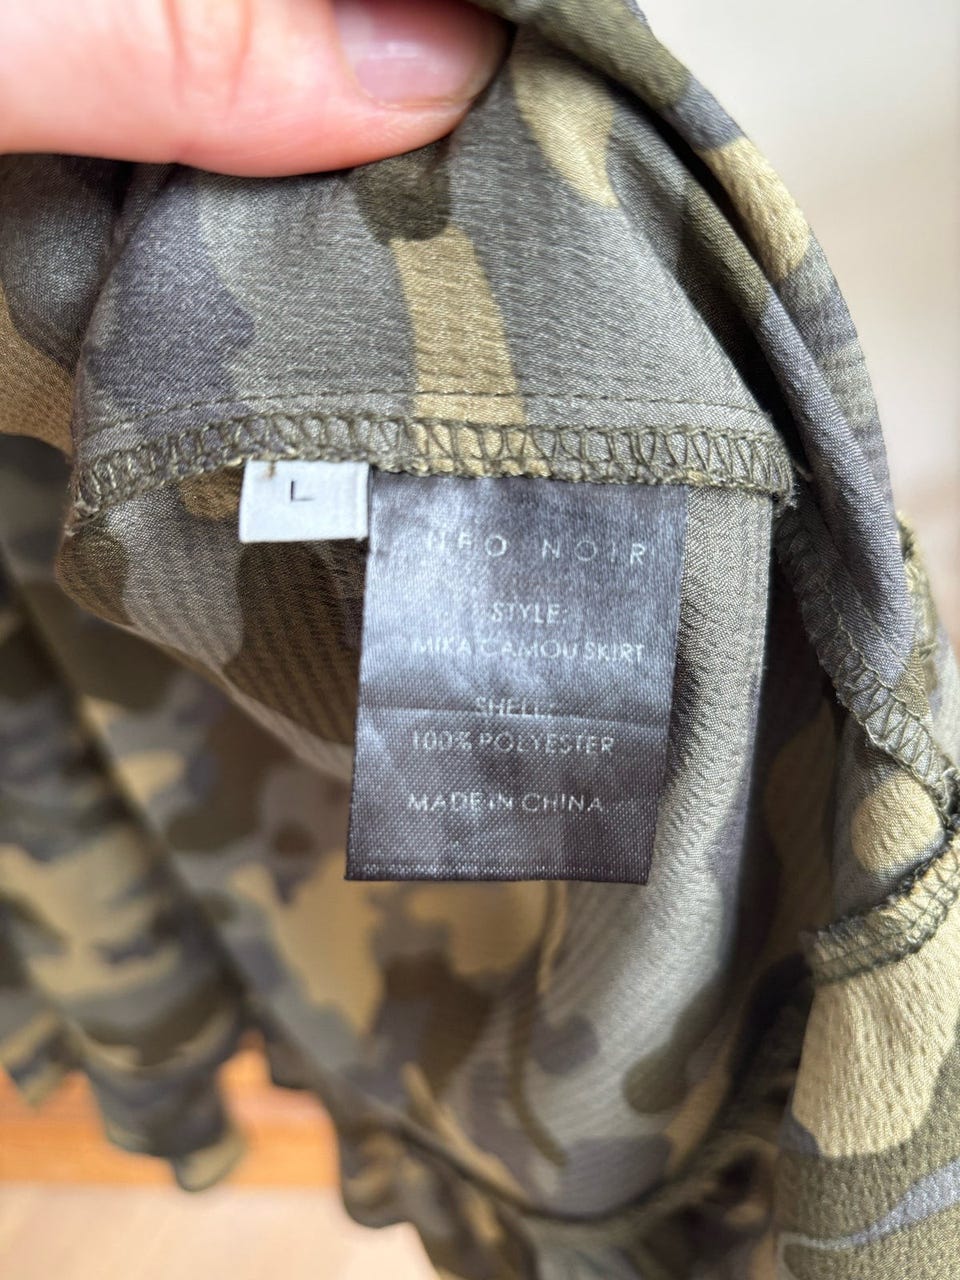 L
NEO NOIR
STYLE:
MIKA CAMOU SKIRT
SHELL:
100% POLYESTER
MADE IN CHINA